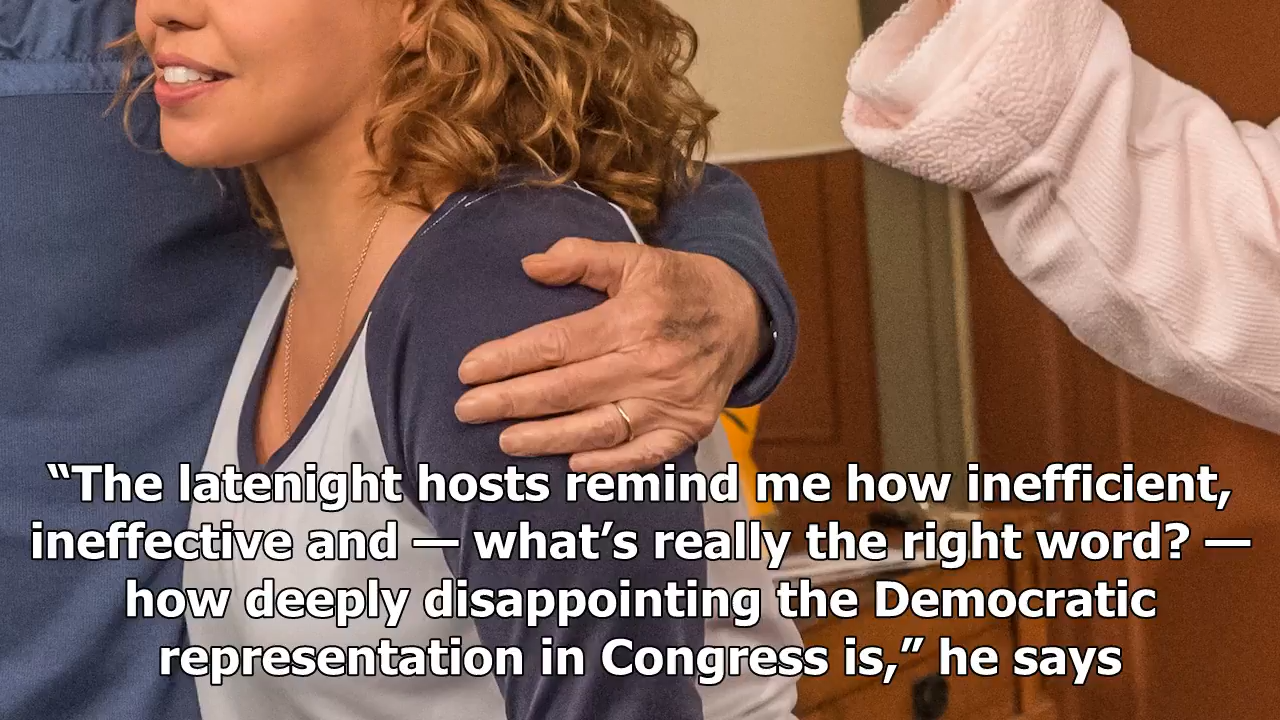 “The latenight hosts remind me how inefficient,
ineffective and — what’s really the right word? —
how deeply disappointing the Democratic
representation in Congress is,” he says